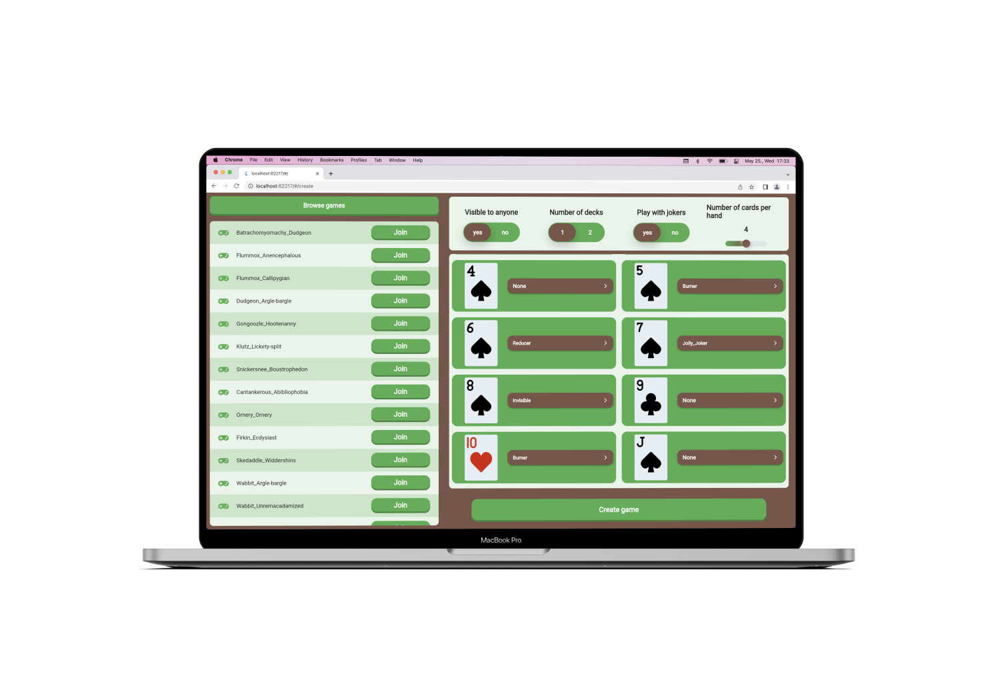 Chrome File Edit View History Bookmarks Profiles Tab Window Help
May 25., Wed 17:33
localhost:62217/#/
localhost:62217/#/create
Browse games
Batrachomyomachy_Dudgeon Join
Flummox_Anencephalous Join
Flummox_Callipygian Join
Dudgeon_Argle-bargle Join
Gongoozle_Hootenanny Join
Klutz_Lickety-split Join
Snickersnee_Boustrophedon Join
Cantankerous_Abibliophobia Join
Ornery_Ornery Join
Firkin_Ecdysiast Join
Skedaddle_Widdershins Join
Wabbit_Argle-bargle Join
Wabbit_Unremacadamized Join
Visible to anyone
yes no
Number of decks
1 2
Play with jokers
yes no
Number of cards per
hand
4
4 None
5 Burner
6 Reducer
7 Jolly_Joker
8 Invisible
9 None
10 Burner
J None
Create game
MacBook Pro